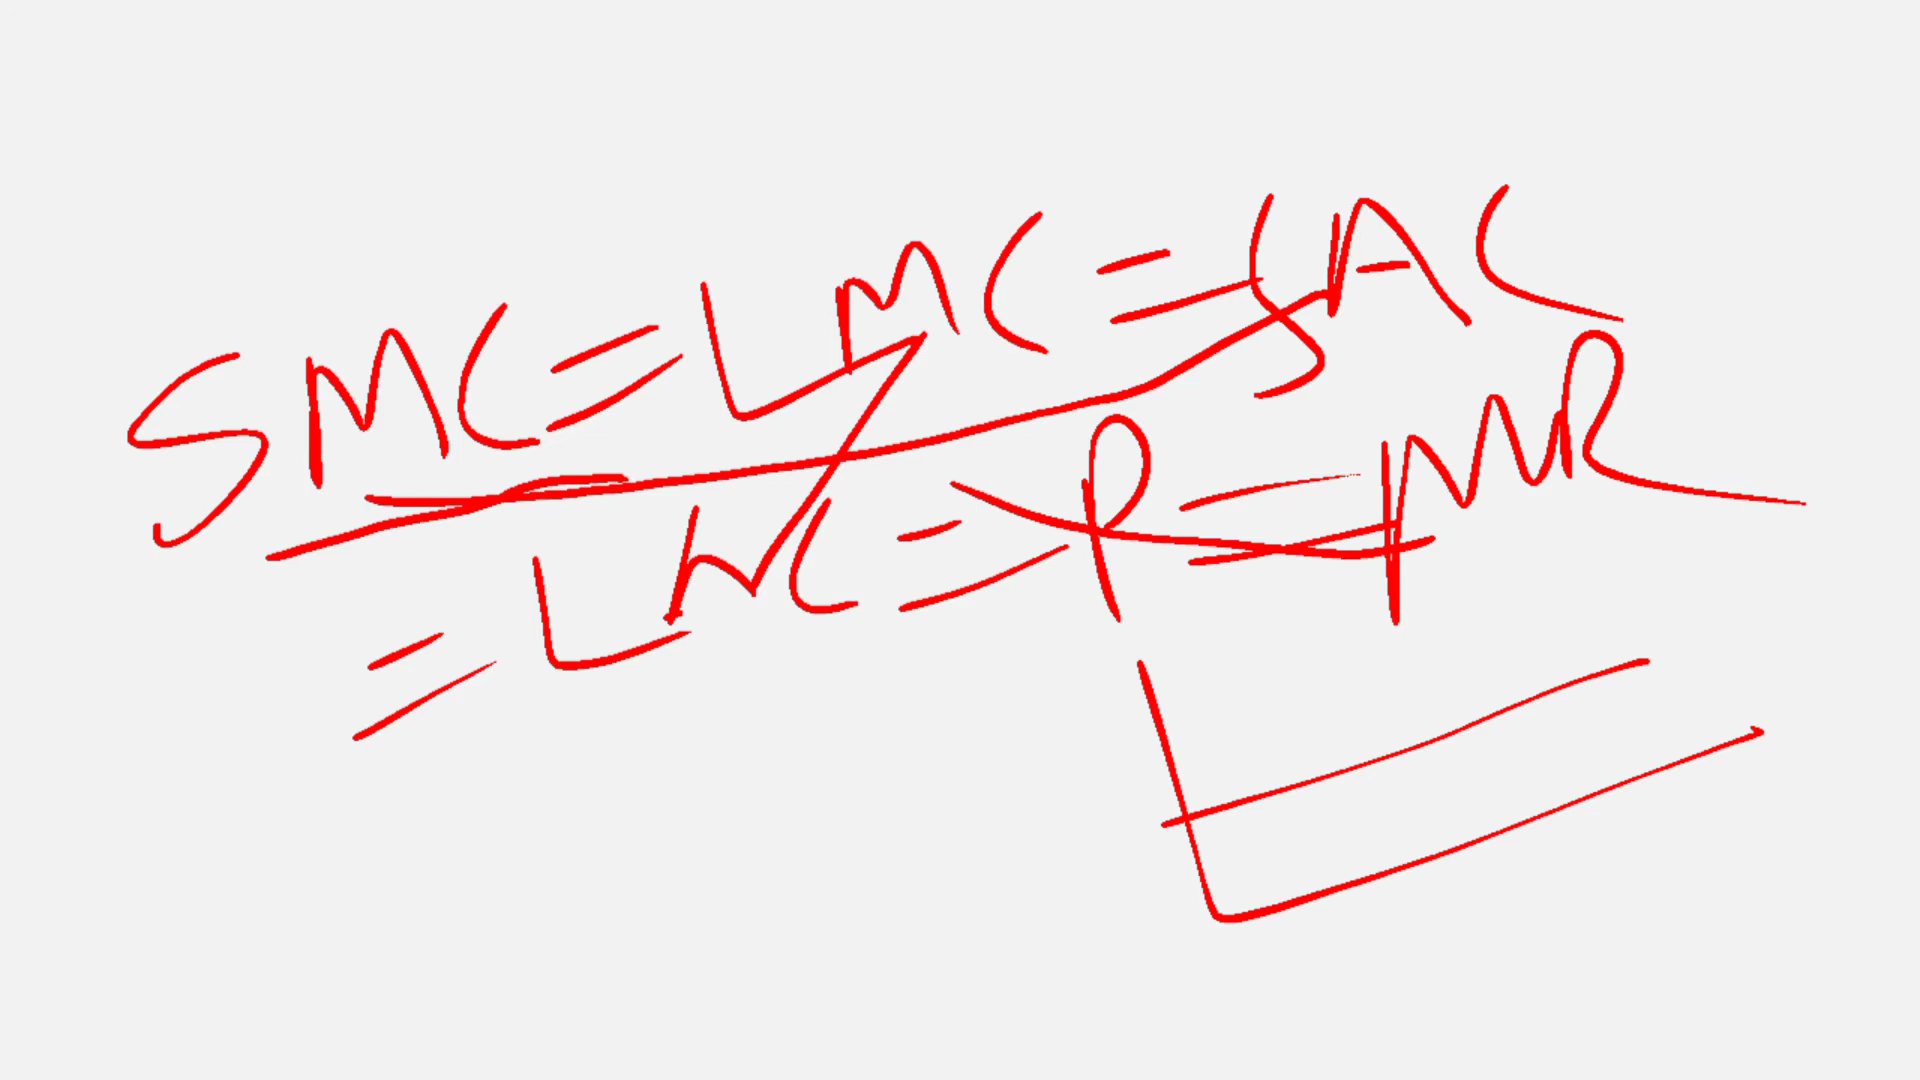 SMC = LMC = SAC
= LAC = P = MR